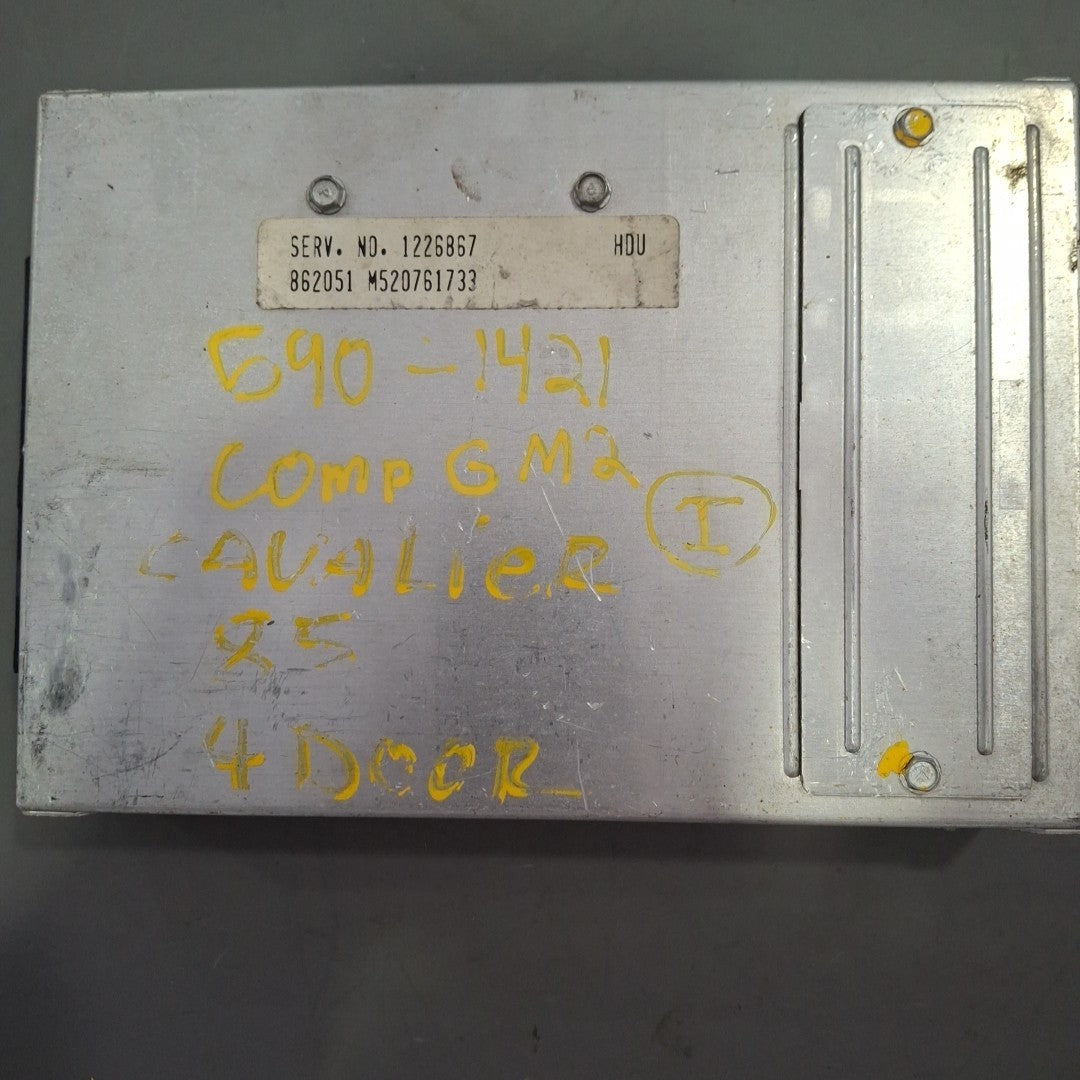 SERV. NO. 1226867 HDU
862051 M520761733
590-1421
COMP GM2
I
CAVALIER
85
4 DOOR